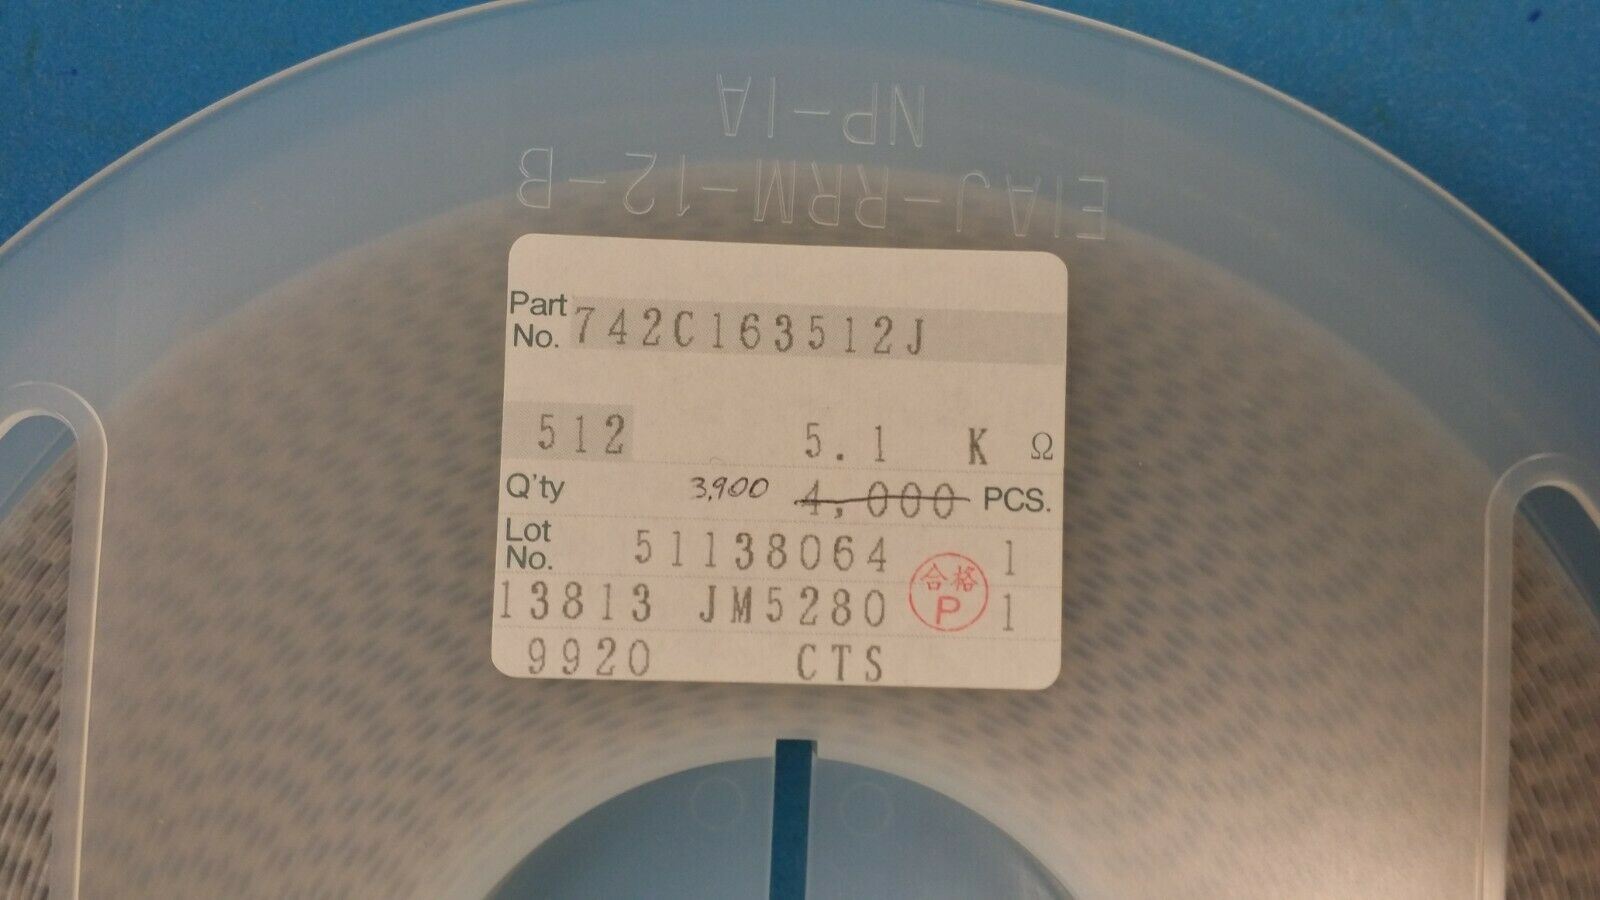 NP-1A
EIAJ-RRM-12-B
Part No. 742C163512J
512 5.1 K Ω
Q'ty 3,900 4,000 PCS.
Lot No. 51138064 1
合格
P
13813 JM5280 1
9920 CTS